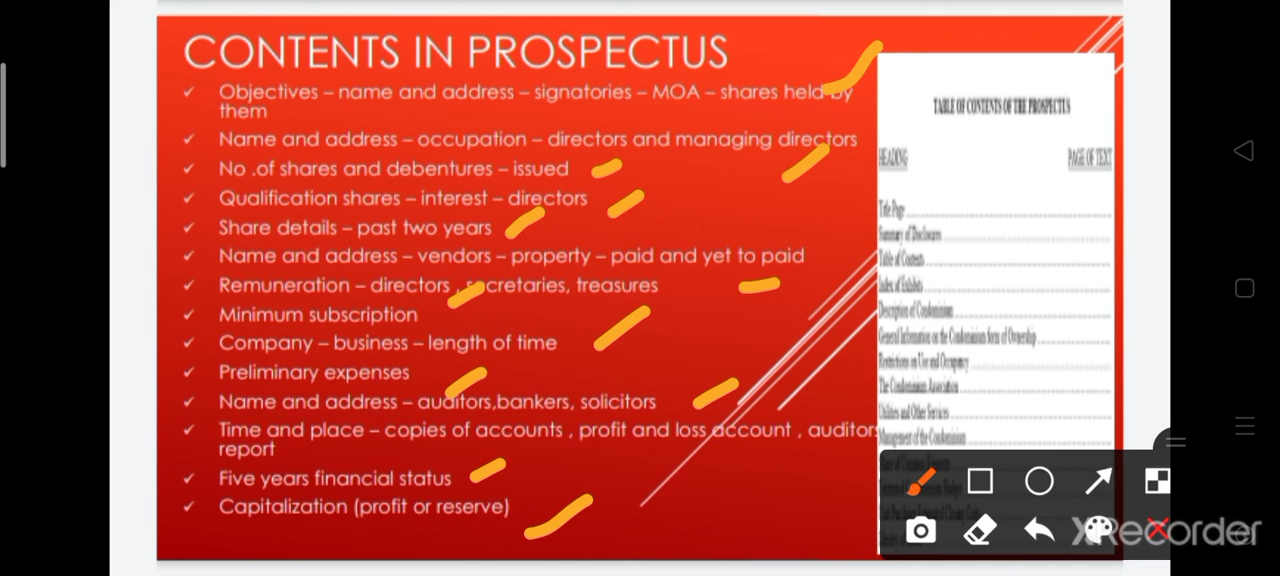 CONTENTS IN PROSPECTUS
✓ Objectives – name and address – signatories – MOA – shares held by
them
✓ Name and address – occupation – directors and managing directors
✓ No .of shares and debentures – issued
✓ Qualification shares – interest – directors
✓ Share details – past two years
✓ Name and address – vendors – property – paid and yet to paid
✓ Remuneration – directors , secretaries, treasures
✓ Minimum subscription
✓ Company – business – length of time
✓ Preliminary expenses
✓ Name and address – auditors,bankers, solicitors
✓ Time and place – copies of accounts , profit and loss account , auditors
report
✓ Five years financial status
✓ Capitalization (profit or reserve)
TABLE OF CONTENTS OF THE PROSPECTUS
HEADING PAGE OF TEXT
Title Page
Summary of Disclosures
Table of Contents
Index of Exhibits
Description of Condominium
General Information on the Condominium form of Ownership
Restrictions on Use and Occupancy
The Condominium Association
Utilities and Other Services
Management of the Condominium
XRecorder